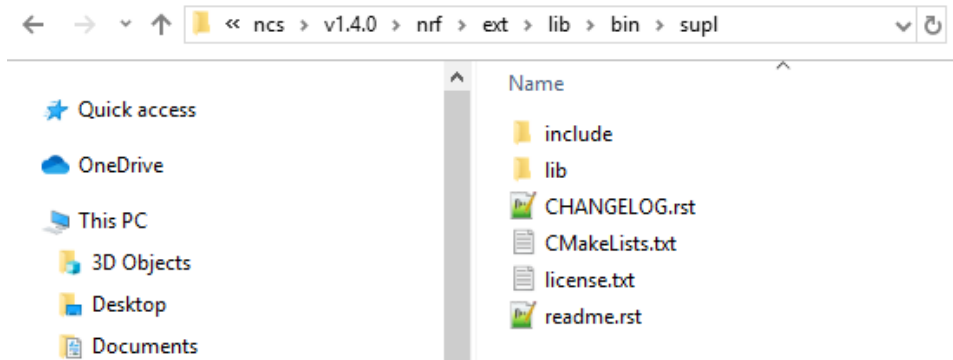 « ncs > v1.4.0 > nrf > ext > lib > bin > supl
Quick access
OneDrive
This PC
3D Objects
Desktop
Documents
Name
include
lib
CHANGELOG.rst
CMakeLists.txt
license.txt
readme.rst